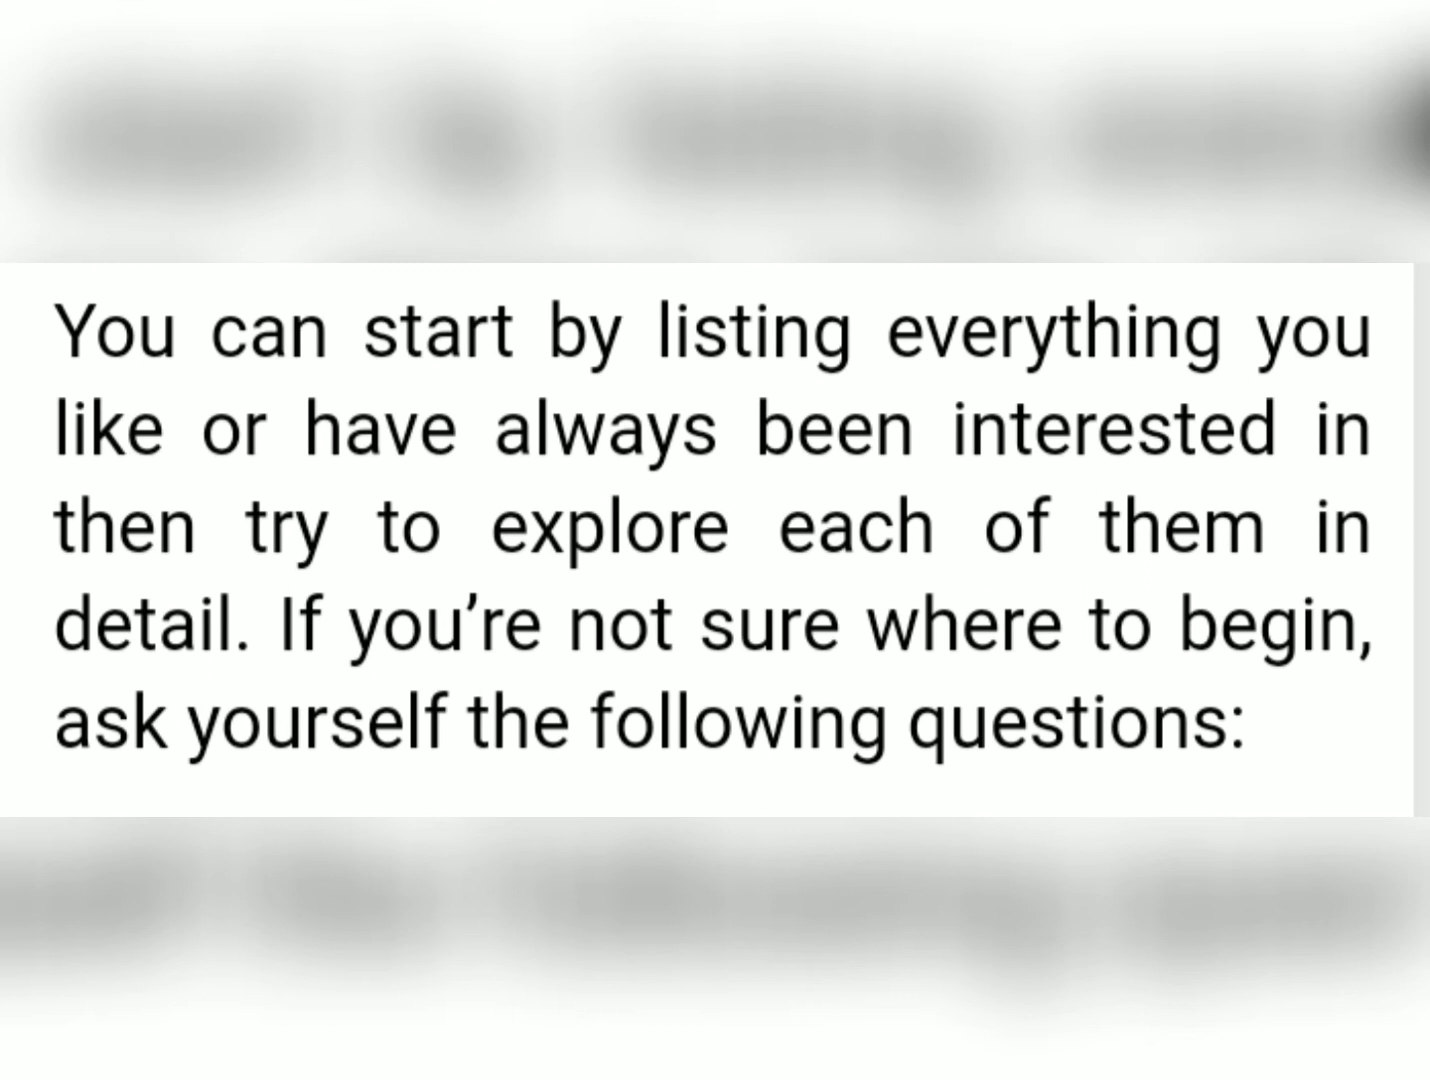 You can start by listing everything you
like or have always been interested in
then try to explore each of them in
detail. If you’re not sure where to begin,
ask yourself the following questions: